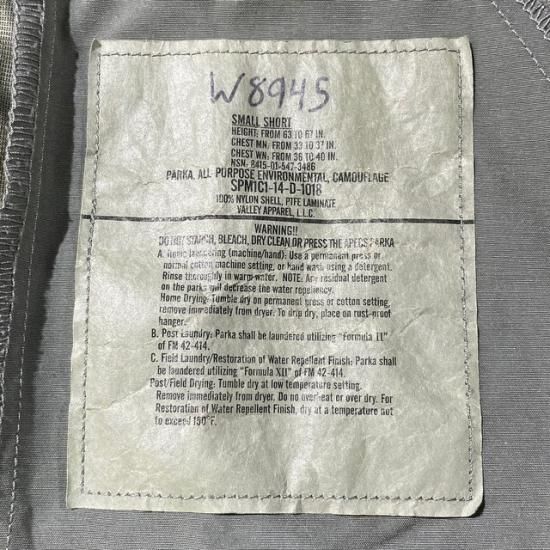 W8945
SMALL SHORT
HEIGHT: FROM 63 TO 67 IN.
CHEST MN: FROM 33 TO 37 IN.
CHEST WN: FROM 36 TO 40 IN.
NSN: 8415-01-547-3486
PARKA, ALL PURPOSE ENVIRONMENTAL, CAMOUFLAGE
SPM1C1-14-D-1018
100% NYLON SHELL, PTFE LAMINATE
VALLEY APPAREL, L.L.C.
WARNING!!
DO NOT STARCH, BLEACH, DRY CLEAN, OR PRESS THE APECS PARKA
A. Home laundering (machine/hand): Use a permanent press or
normal cotton machine setting, or hand wash using a detergent.
Rinse thoroughly in warm water. NOTE: Any residual detergent
on the parka will decrease the water repellency.
Home Drying: Tumble dry on permanent press or cotton setting,
remove immediately from dryer. To drip dry, place on rust-proof
hanger.
B. Post Laundry: Parka shall be laundered utilizing "Formula II"
of FM 42-414.
C. Field Laundry/Restoration of Water Repellent Finish: Parka shall
be laundered utilizing "Formula XII" of FM 42-414.
Post/Field Drying: Tumble dry at low temperature setting.
Remove immediately from dryer. Do no overheat or over dry. For
Restoration of Water Repellent Finish, dry at a temperature not
to exceed 150°F.